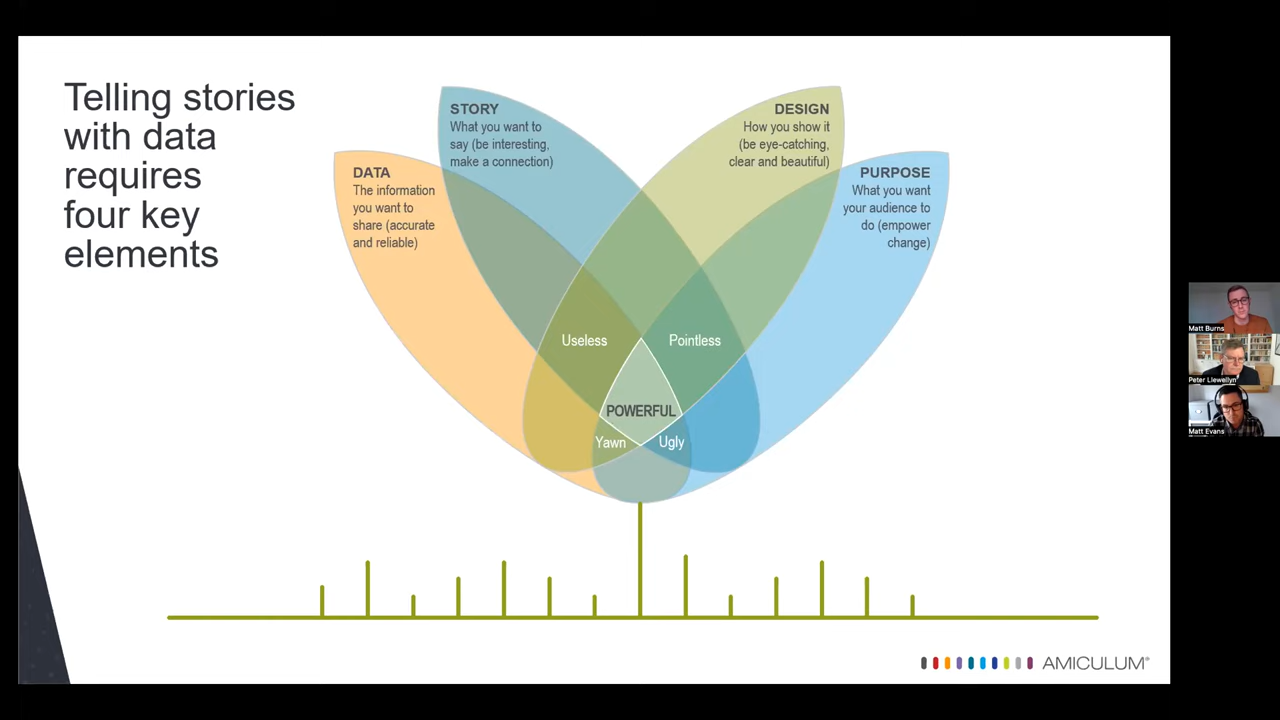 Telling stories
with data
requires
four key
elements
STORY
What you want to
say (be interesting,
make a connection)
DESIGN
How you show it
(be eye-catching,
clear and beautiful)
DATA
The information
you want to
share (accurate
and reliable)
PURPOSE
What you want
your audience to
do (empower
change)
Useless
Pointless
POWERFUL
Yawn
Ugly
Matt Burns
Peter Llewellyn
Matt Evans
AMICULUM®